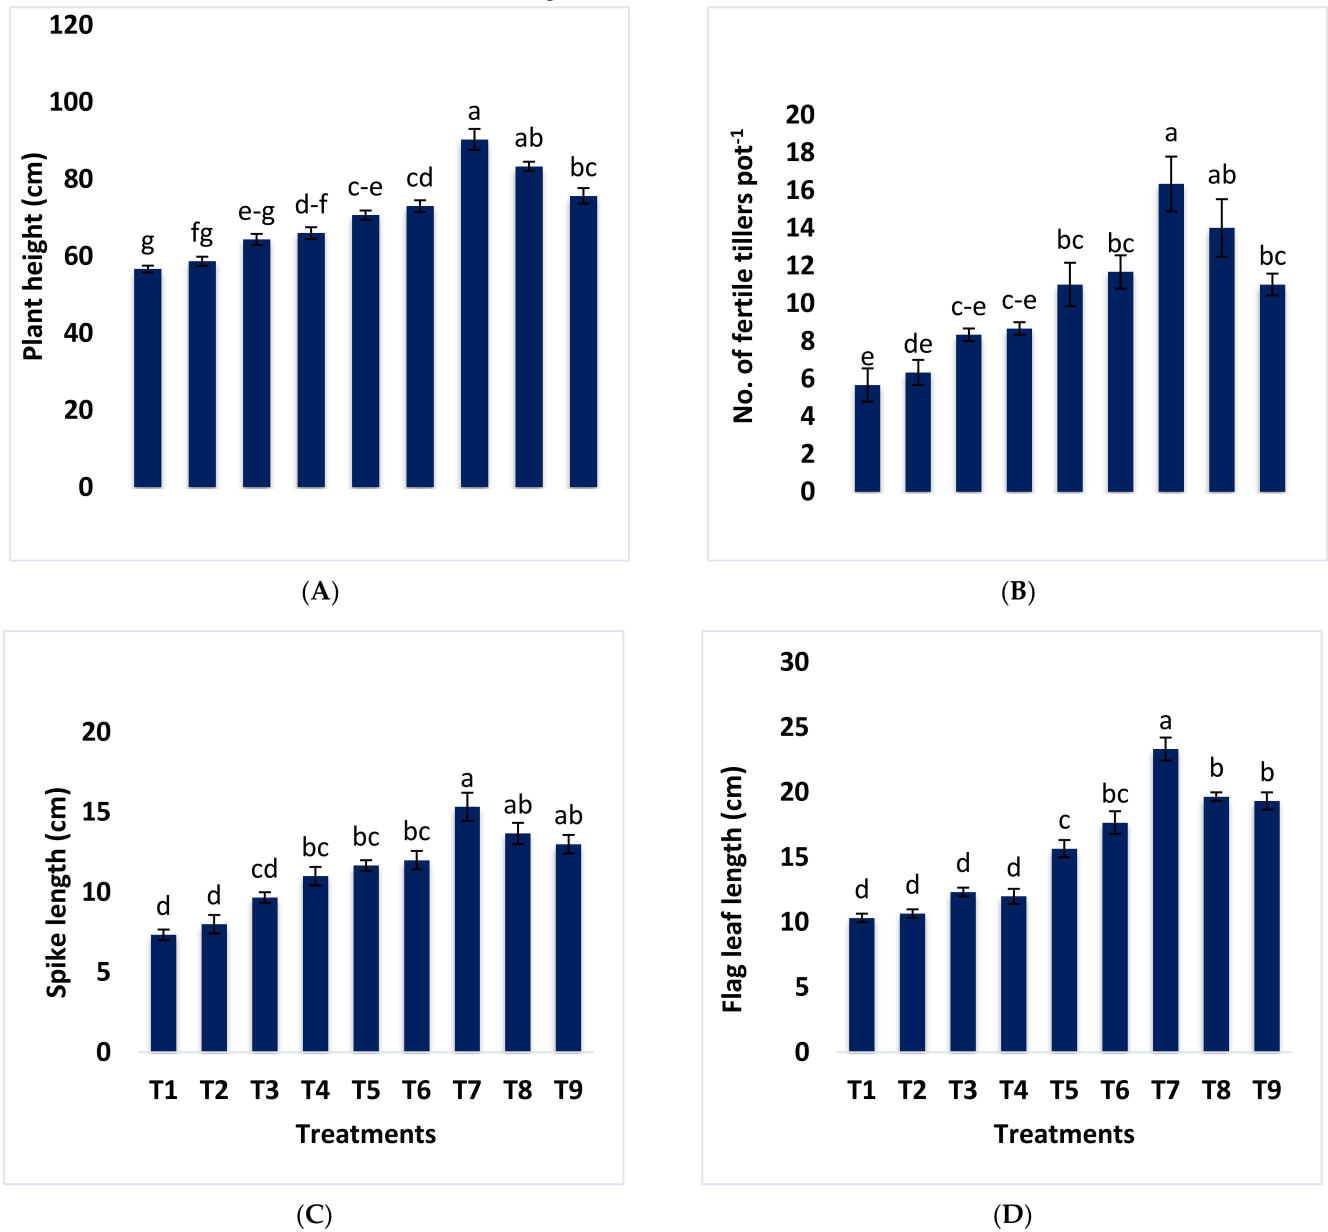 120
100
80
60
40
20
0
Plant height (cm)
g
fg
e-g
d-f
c-e
cd
a
ab
bc
(A)
20
18
16
14
12
10
8
6
4
2
0
No. of fertile tillers pot-1
e
de
c-e
c-e
bc
bc
a
ab
bc
(B)
20
15
10
5
0
Spike length (cm)
d
d
cd
bc
bc
bc
a
ab
ab
T1 T2 T3 T4 T5 T6 T7 T8 T9
Treatments
(C)
30
25
20
15
10
5
0
Flag leaf length (cm)
d
d
d
d
c
bc
a
b
b
T1 T2 T3 T4 T5 T6 T7 T8 T9
Treatments
(D)